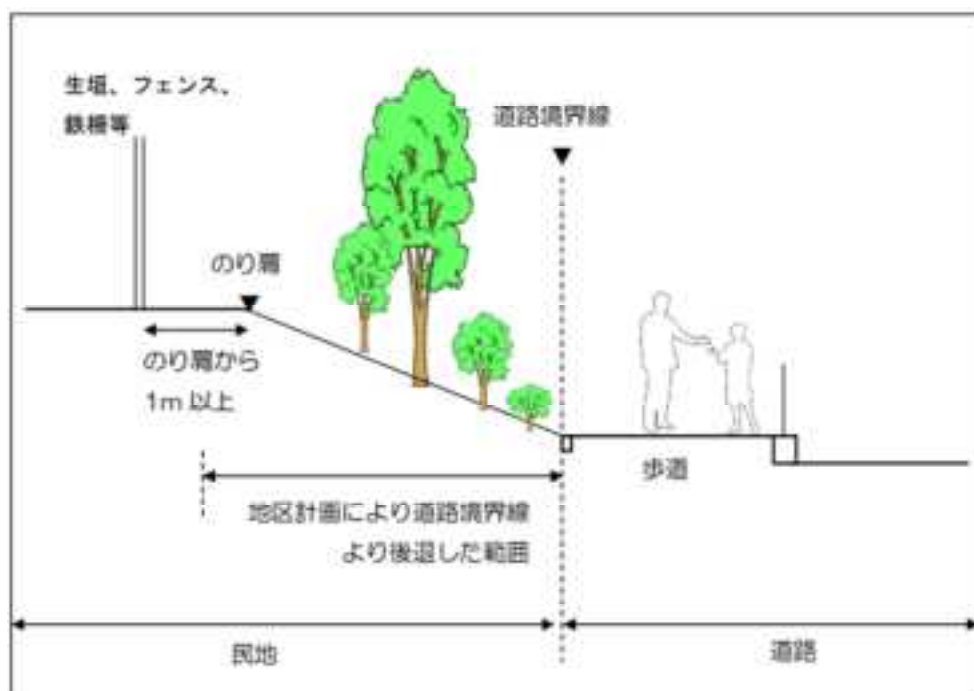 生垣、フェンス、
鉄柵等
道路境界線
のり肩
のり肩から
1m 以上
歩道
地区計画により道路境界線
より後退した範囲
民地
道路